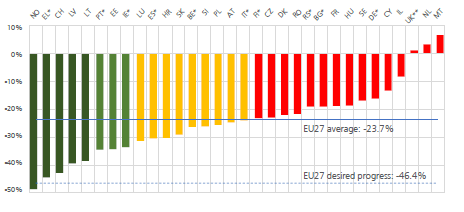 NO EL* CH LV LT PT* EE IE* LU ES* HR SK BE* SI PL AT IT* F* CZ DK RO RS* BG* FR HU SE DE* CY IL UK** NL MT
10%
0%
-10%
-20%
-30%
-40%
-50%
EU27 average: -23.7%
EU27 desired progress: -46.4%